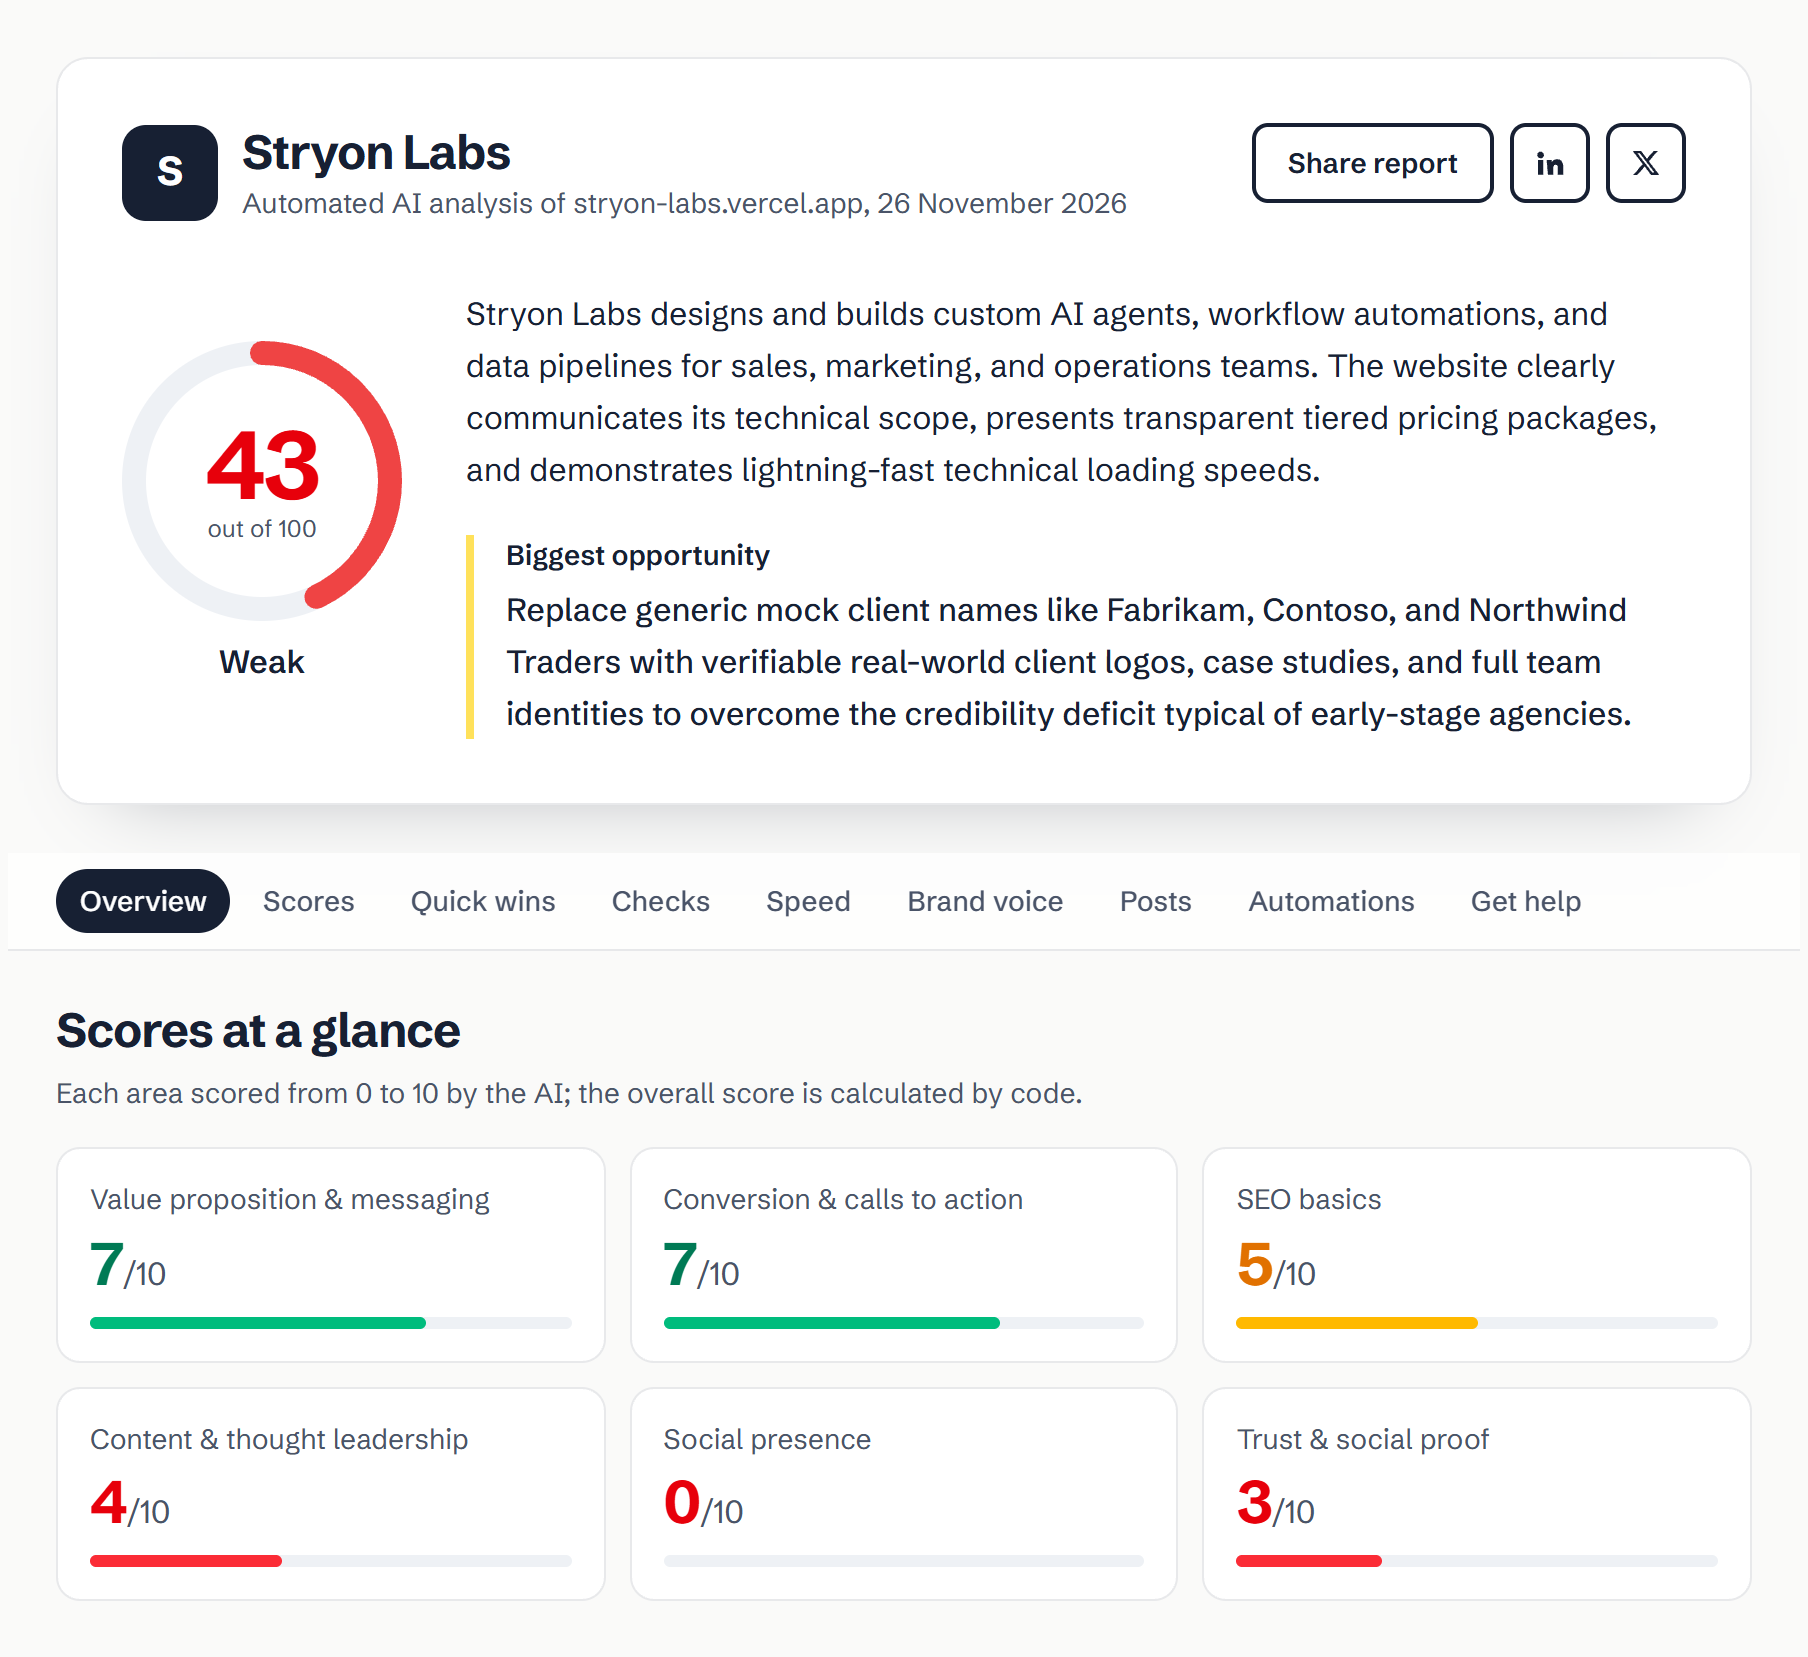 S
Stryon Labs
Automated AI analysis of stryon-labs.vercel.app, 26 November 2026
Share report
in
X
43
out of 100
Weak
Stryon Labs designs and builds custom AI agents, workflow automations, and
data pipelines for sales, marketing, and operations teams. The website clearly
communicates its technical scope, presents transparent tiered pricing packages,
and demonstrates lightning-fast technical loading speeds.
Biggest opportunity
Replace generic mock client names like Fabrikam, Contoso, and Northwind
Traders with verifiable real-world client logos, case studies, and full team
identities to overcome the credibility deficit typical of early-stage agencies.
Overview
Scores
Quick wins
Checks
Speed
Brand voice
Posts
Automations
Get help
Scores at a glance
Each area scored from 0 to 10 by the AI; the overall score is calculated by code.
Value proposition & messaging
7/10
Conversion & calls to action
7/10
SEO basics
5/10
Content & thought leadership
4/10
Social presence
0/10
Trust & social proof
3/10